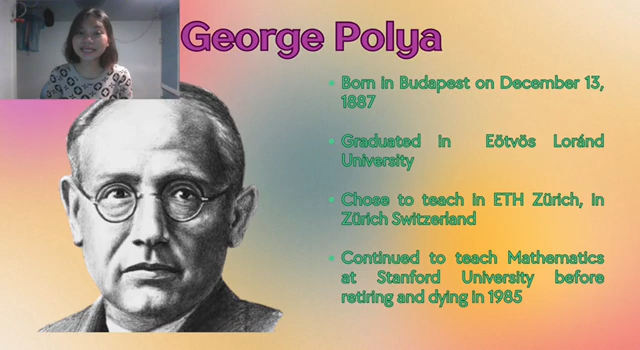 George Polya
• Born in Budapest on December 13,
1887
• Graduated in Eötvös Loránd
University
• Chose to teach in ETH Zürich, in
Zürich Switzerland
• Continued to teach Mathematics
at Stanford University before
retiring and dying in 1985